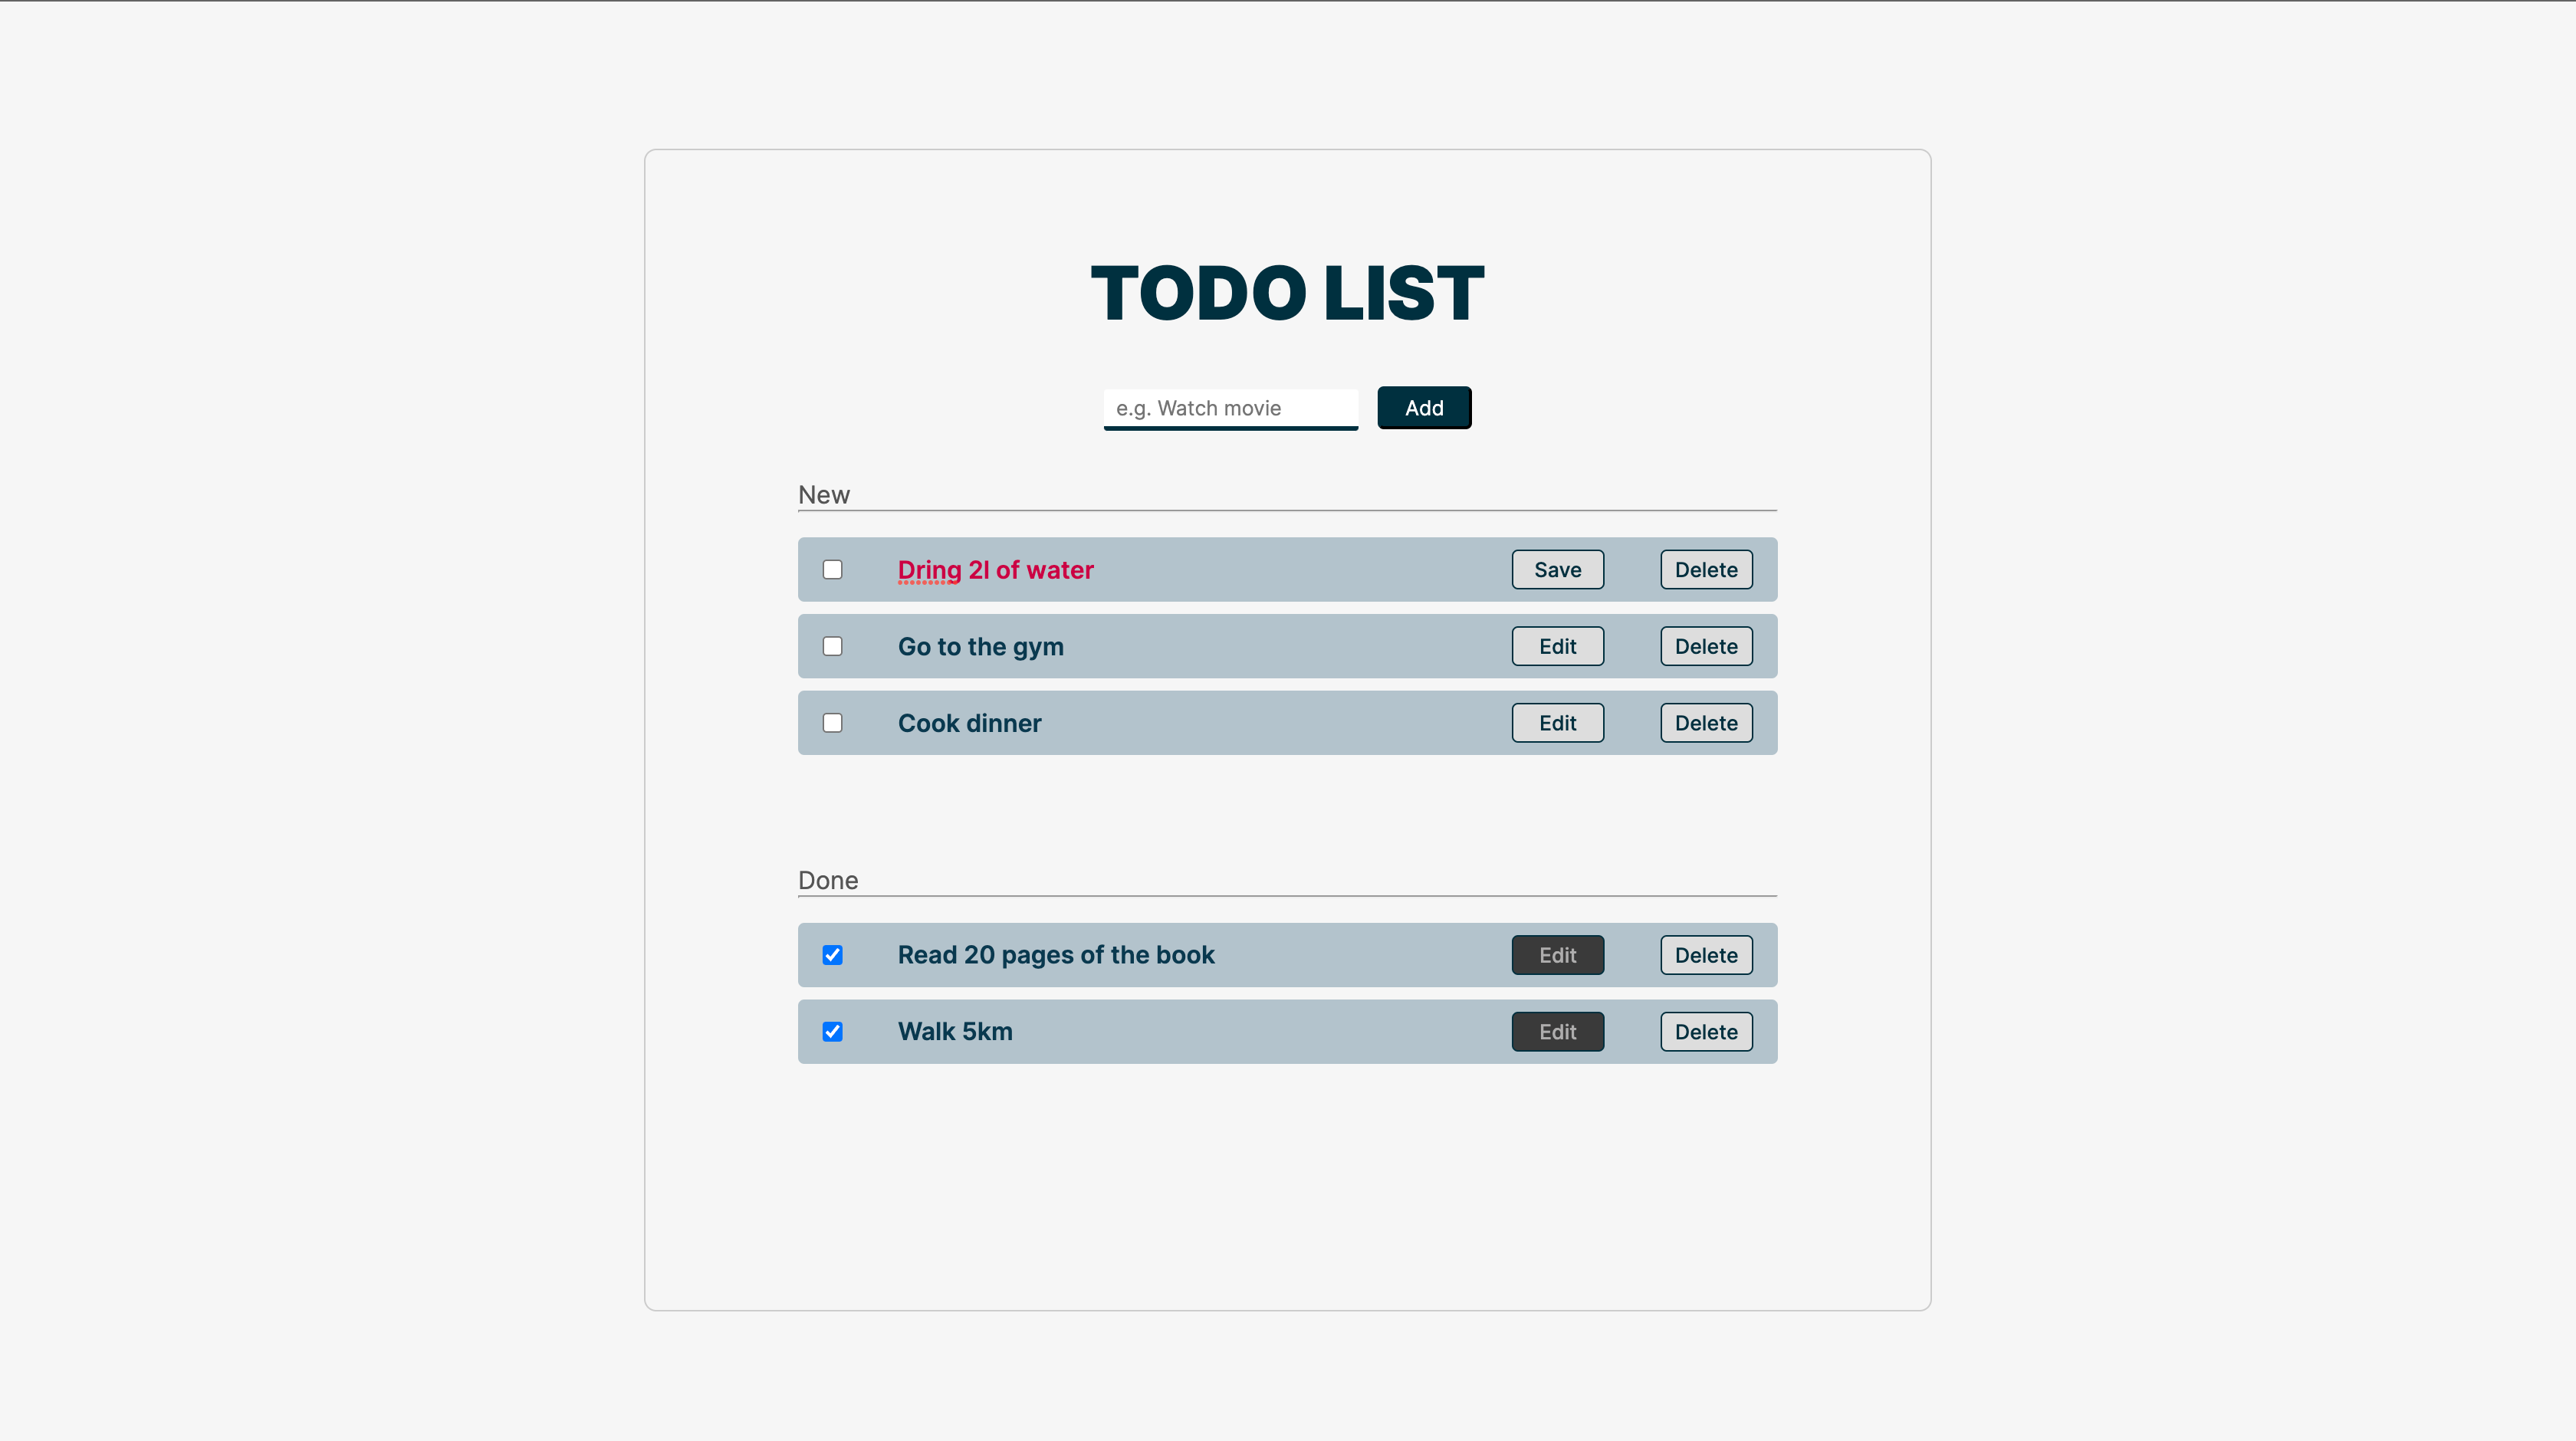 TODO LIST
e.g. Watch movie Add
New
Dring 2l of water Save Delete
Go to the gym Edit Delete
Cook dinner Edit Delete
Done
Read 20 pages of the book Edit Delete
Walk 5km Edit Delete